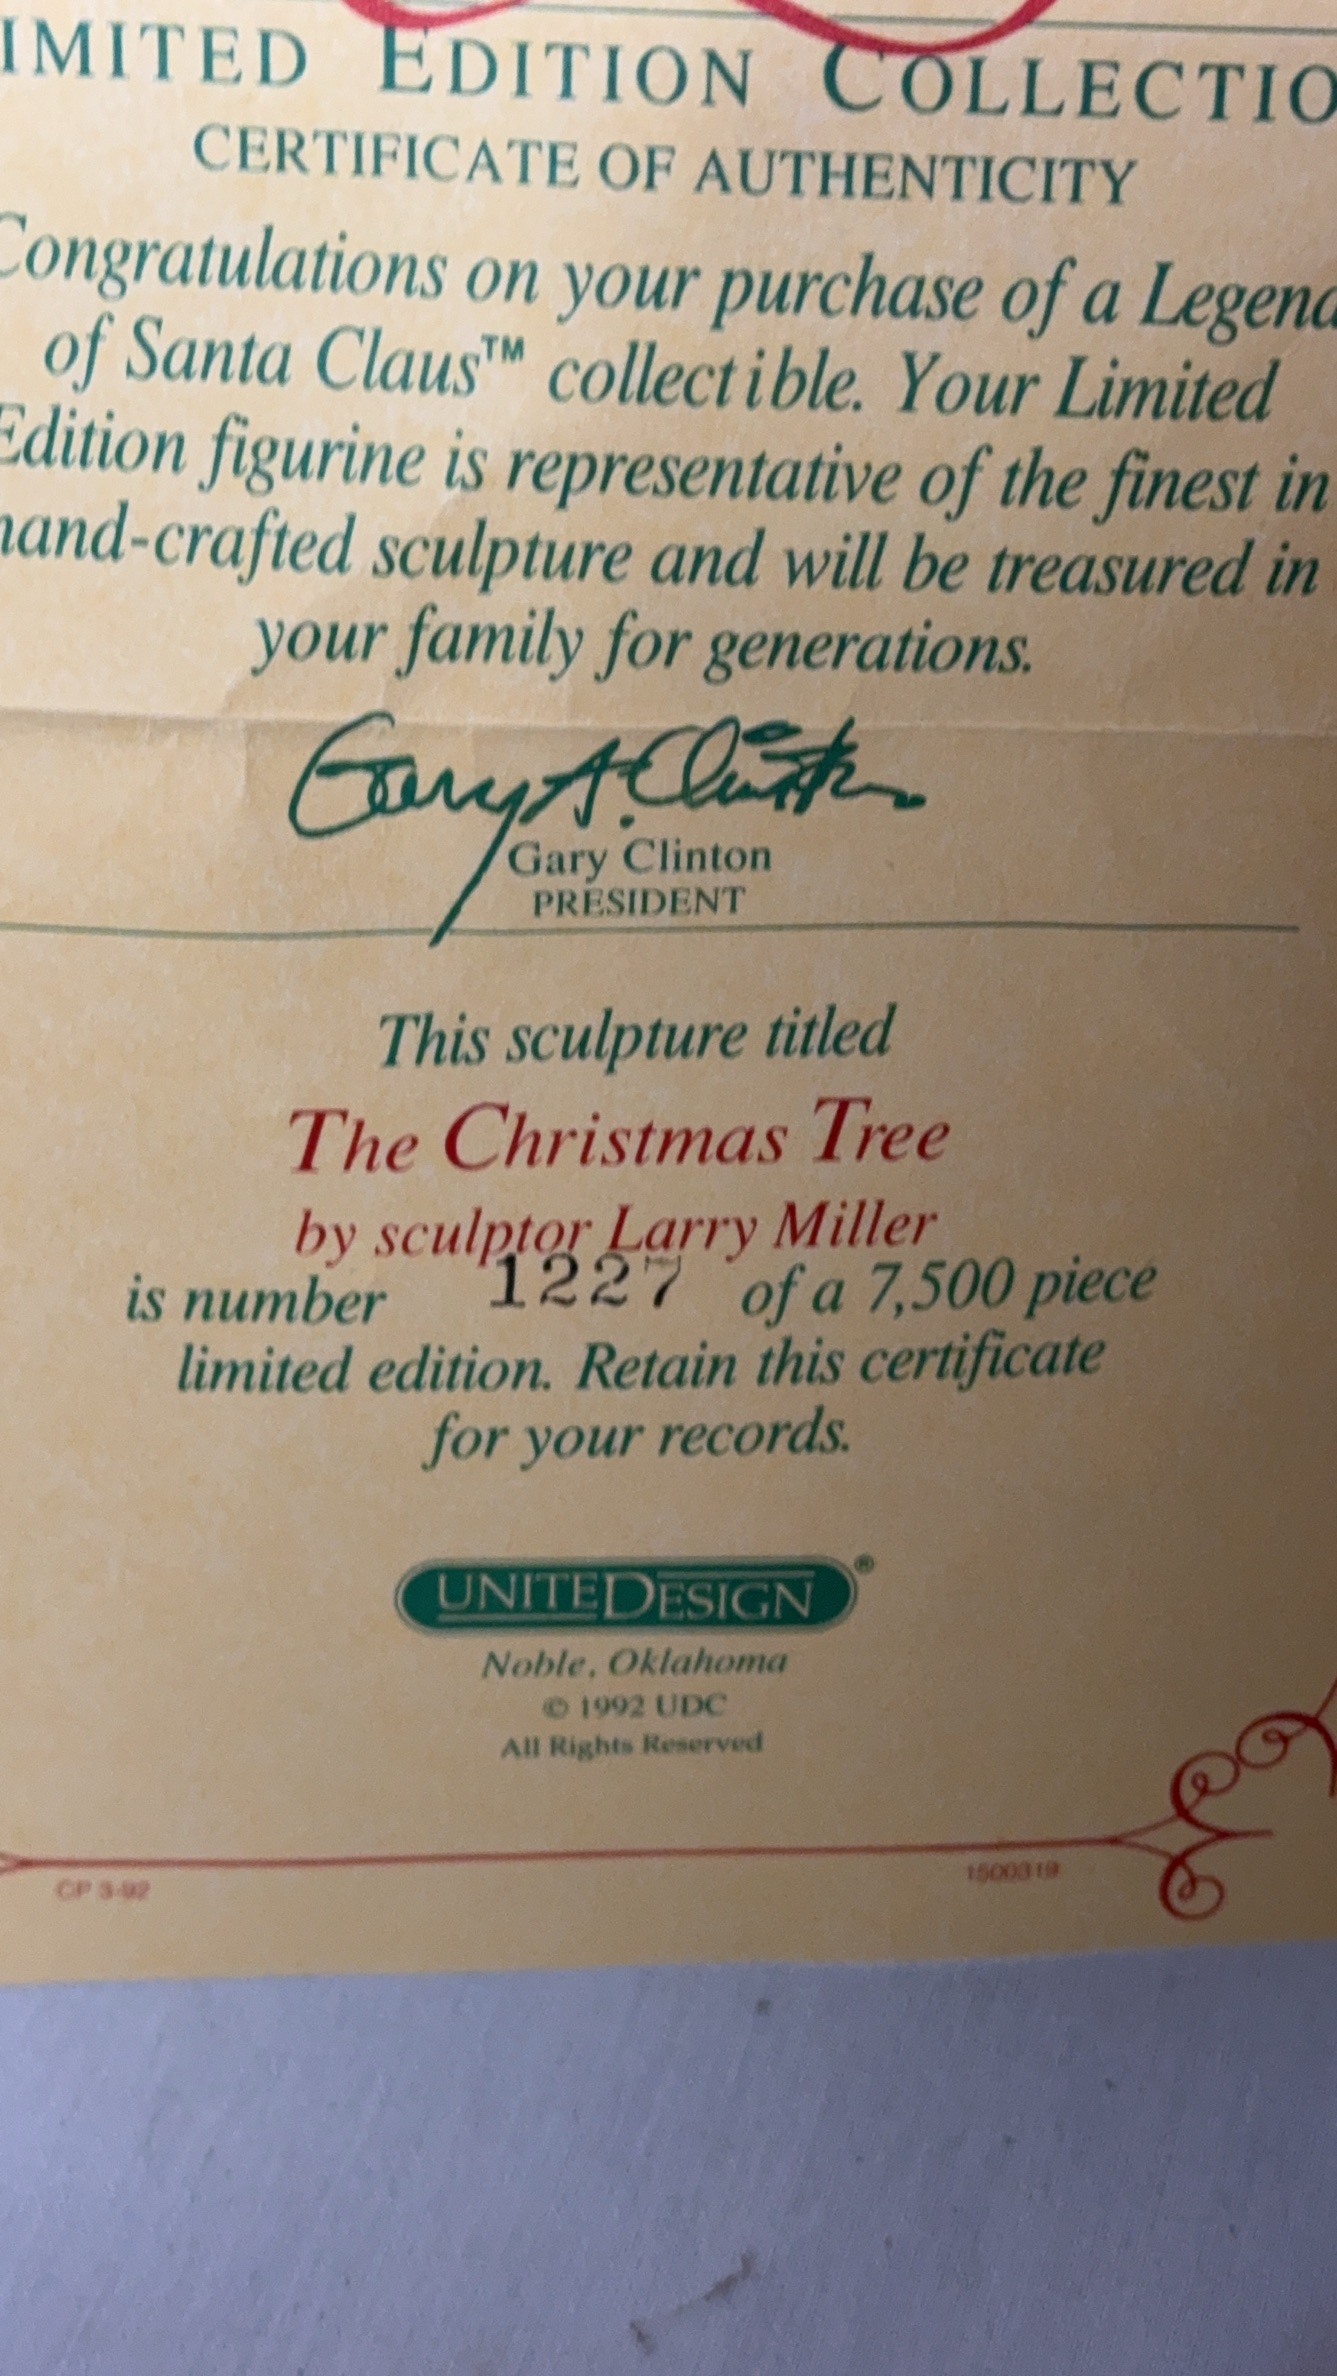 IMITED EDITION COLLECTIO
CERTIFICATE OF AUTHENTICITY
Congratulations on your purchase of a Legend
of Santa Claus™ collectible. Your Limited
Edition figurine is representative of the finest in
hand-crafted sculpture and will be treasured in
your family for generations.
Gary A. Clinton
Gary Clinton
PRESIDENT
This sculpture titled
The Christmas Tree
by sculptor Larry Miller
is number 1227 of a 7,500 piece
limited edition. Retain this certificate
for your records.
UNITEDESIGN®
Noble, Oklahoma
© 1992 UDC
All Rights Reserved
CP 3-92 1500319